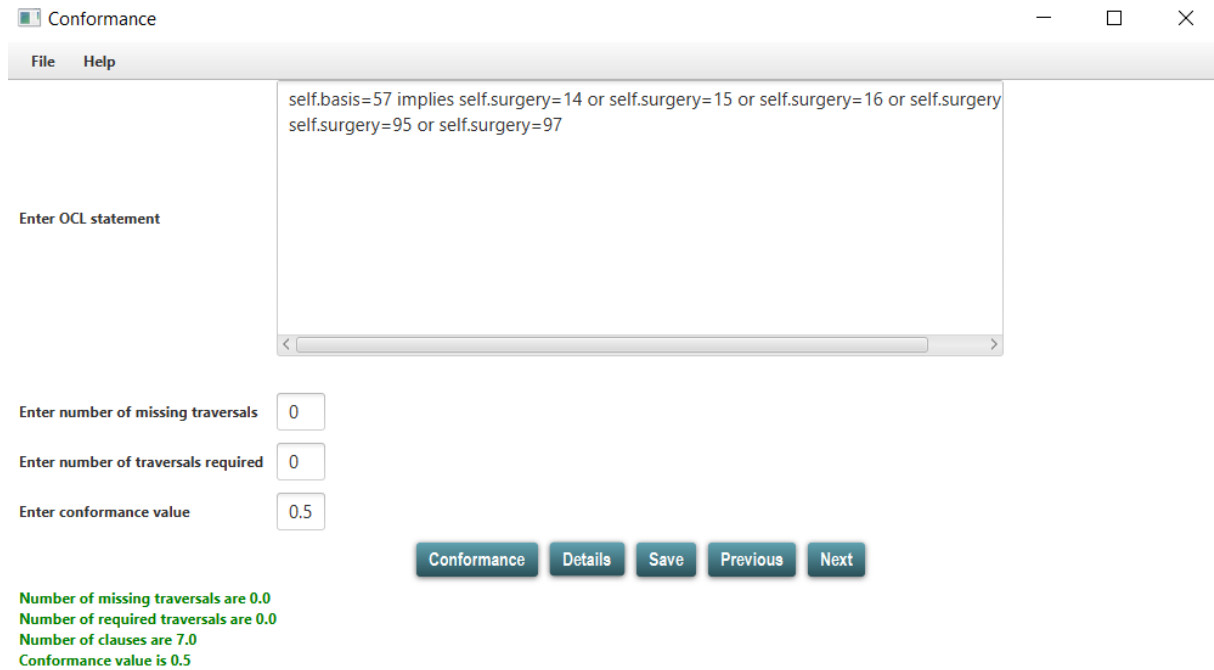 Conformance
File Help
self.basis=57 implies self.surgery=14 or self.surgery=15 or self.surgery=16 or self.surgery
self.surgery=95 or self.surgery=97
Enter OCL statement
Enter number of missing traversals 0
Enter number of traversals required 0
Enter conformance value 0.5
Conformance Details Save Previous Next
Number of missing traversals are 0.0
Number of required traversals are 0.0
Number of clauses are 7.0
Conformance value is 0.5